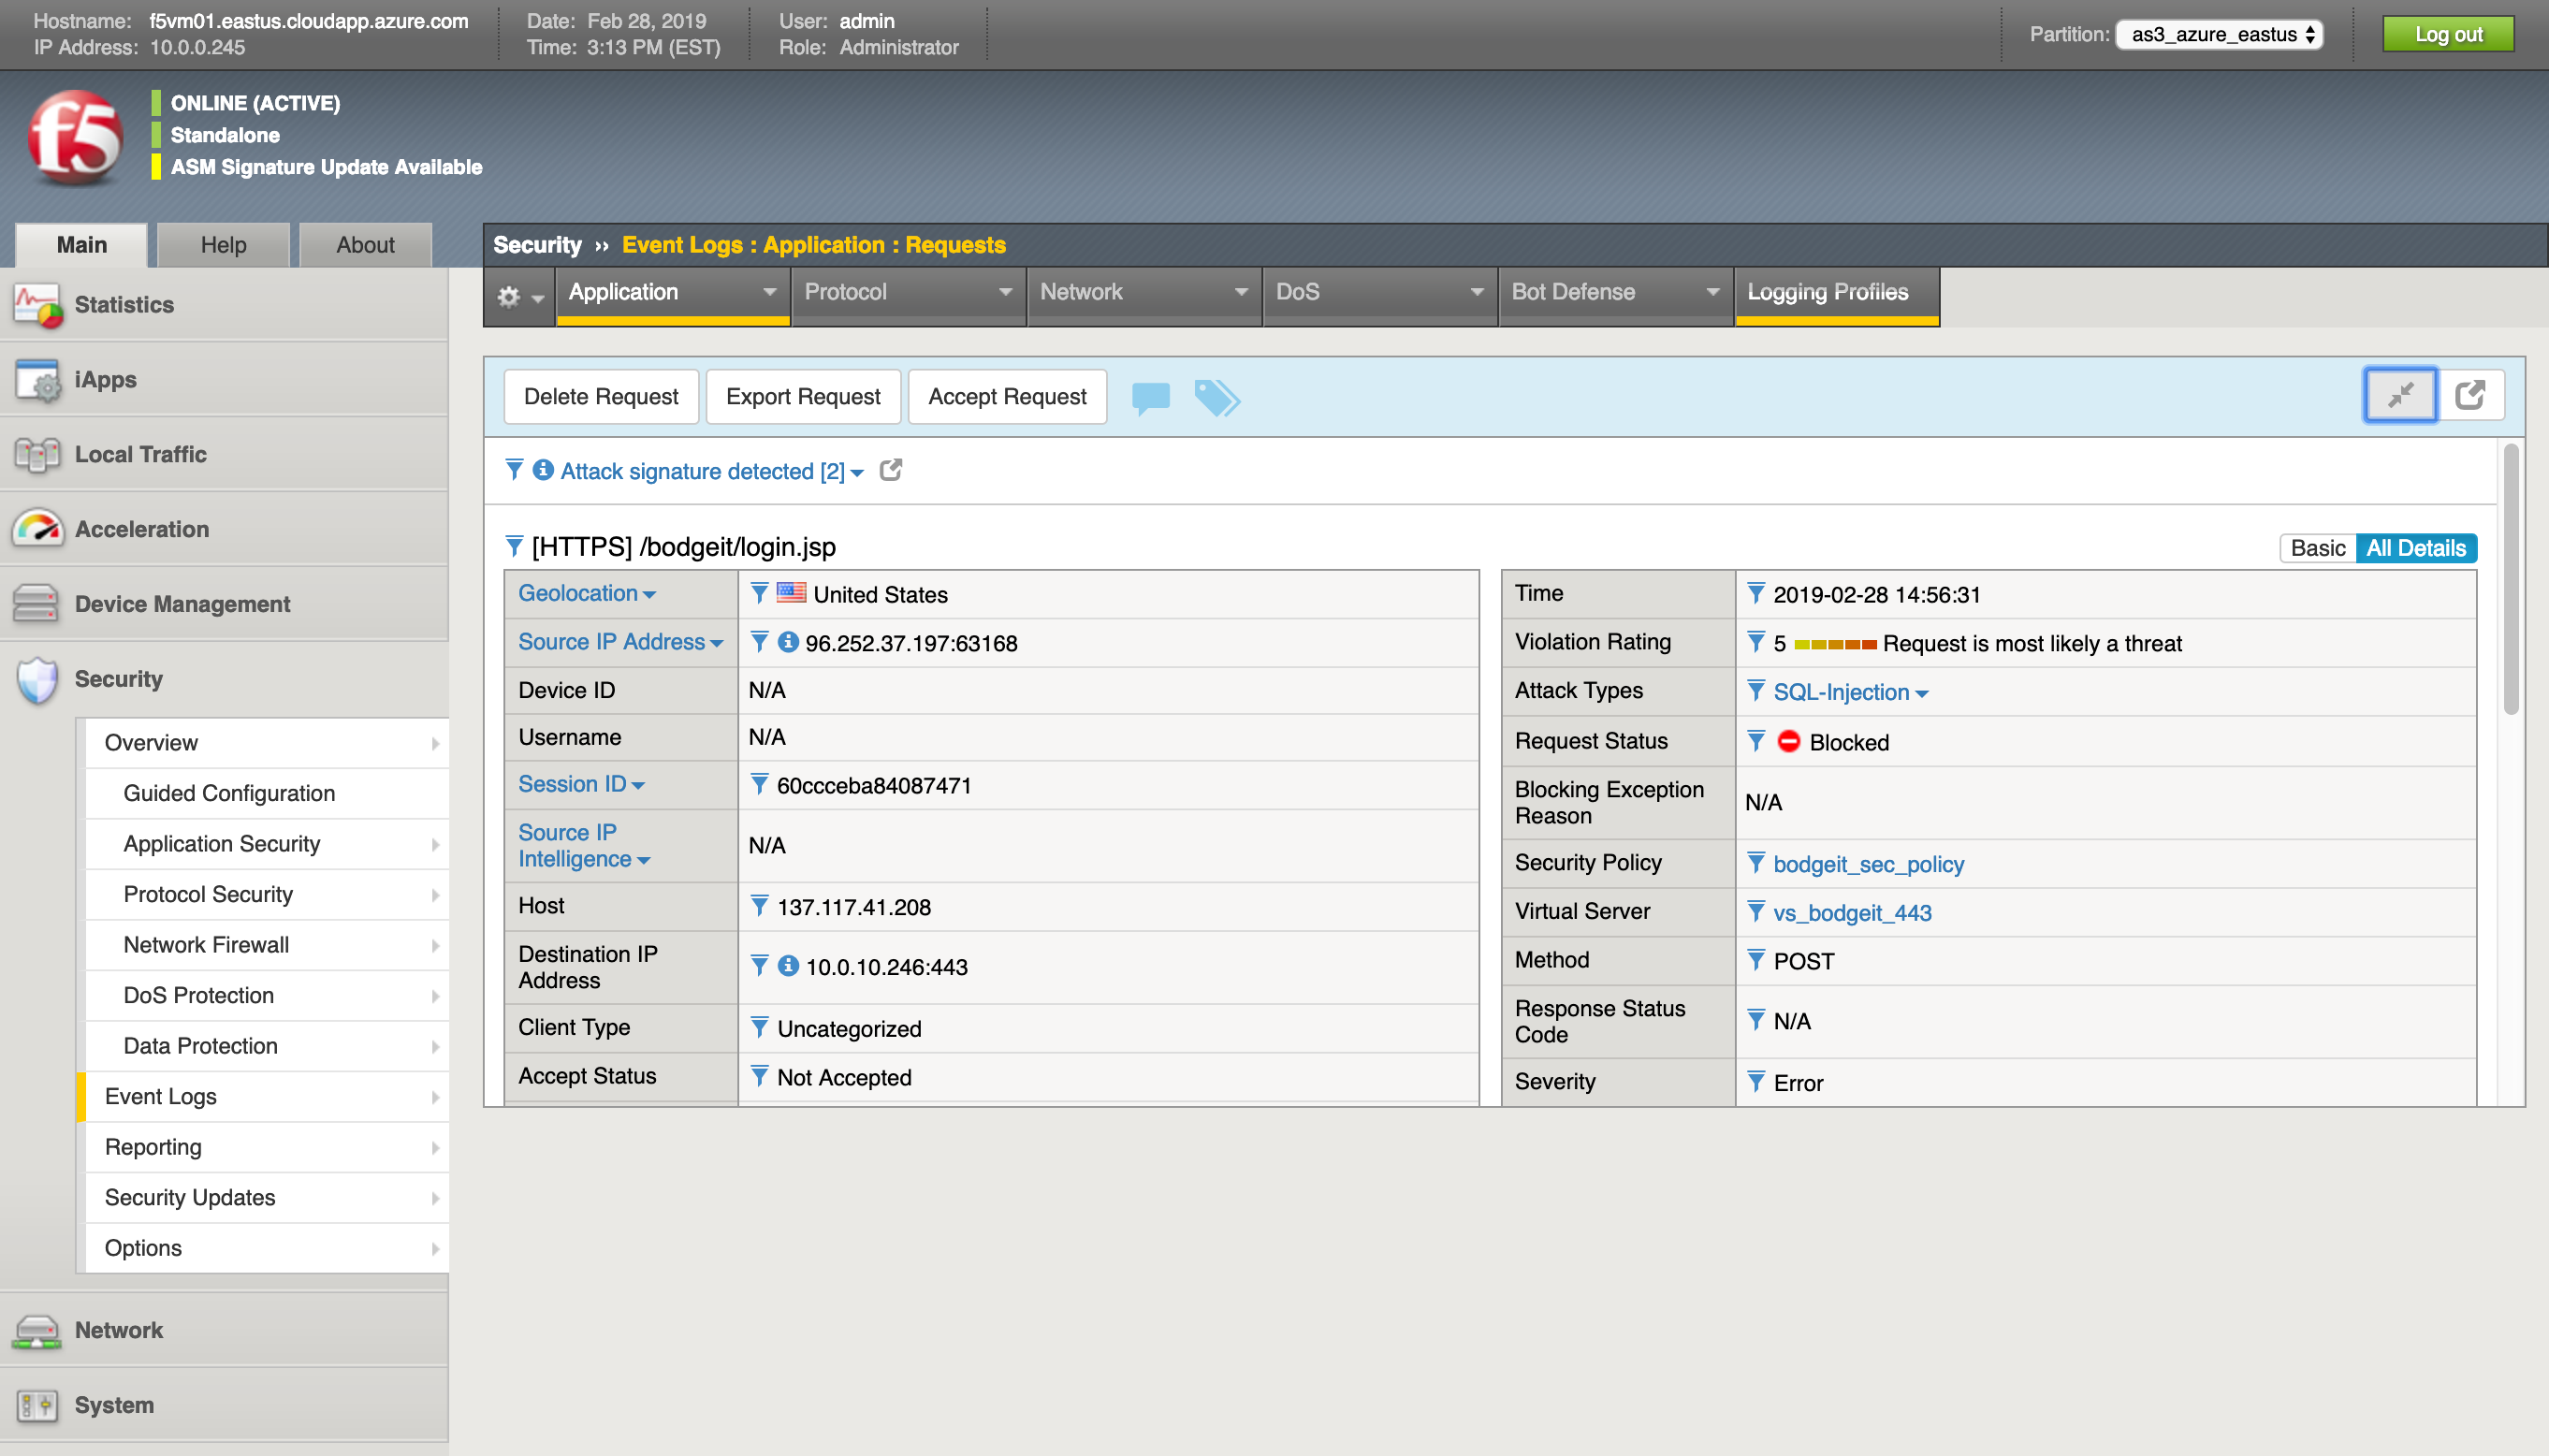 Hostname: f5vm01.eastus.cloudapp.azure.com
IP Address: 10.0.0.245
Date: Feb 28, 2019
Time: 3:13 PM (EST)
User: admin
Role: Administrator
Partition: as3_azure_eastus
Log out
f5
ONLINE (ACTIVE)
Standalone
ASM Signature Update Available
Main Help About
Security ›› Event Logs : Application : Requests
Application Protocol Network DoS Bot Defense Logging Profiles
Statistics
iApps
Local Traffic
Acceleration
Device Management
Security
Overview
Guided Configuration
Application Security
Protocol Security
Network Firewall
DoS Protection
Data Protection
Event Logs
Reporting
Security Updates
Options
Network
System
Delete Request Export Request Accept Request
Attack signature detected [2]
[HTTPS] /bodgeit/login.jsp
Basic All Details
Geolocation United States
Source IP Address 96.252.37.197:63168
Device ID N/A
Username N/A
Session ID 60ccceba84087471
Source IP
Intelligence N/A
Host 137.117.41.208
Destination IP
Address 10.0.10.246:443
Client Type Uncategorized
Accept Status Not Accepted
Time 2019-02-28 14:56:31
Violation Rating 5 Request is most likely a threat
Attack Types SQL-Injection
Request Status Blocked
Blocking Exception
Reason N/A
Security Policy bodgeit_sec_policy
Virtual Server vs_bodgeit_443
Method POST
Response Status
Code N/A
Severity Error